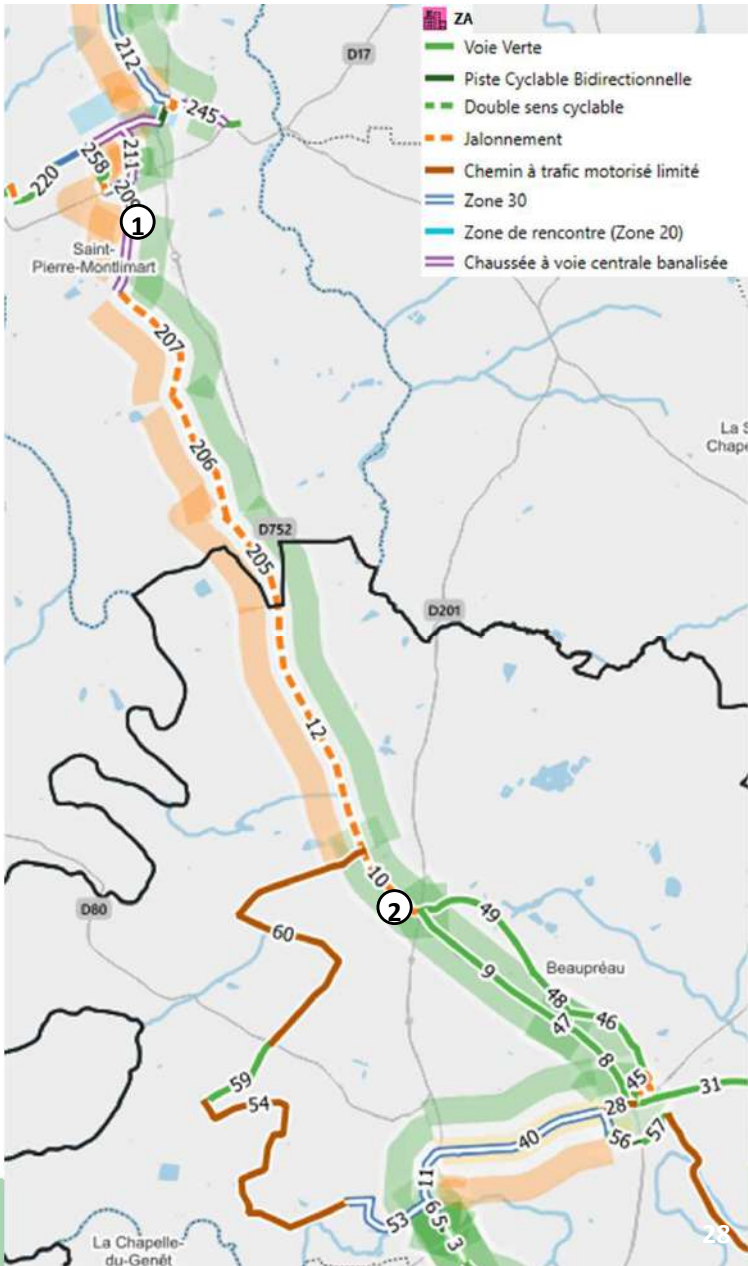 ZA
Voie Verte
Piste Cyclable Bidirectionnelle
Double sens cyclable
Jalonnement
Chemin à trafic motorisé limité
Zone 30
Zone de rencontre (Zone 20)
Chaussée à voie centrale banalisée
212
D17
245
211
258
220
209
1
Saint-
Pierre-Montlimart
207
206
La S
Chape
D752
205
D201
12
10
D80
2
49
60
9
Beaupréau
48
47
46
8
59
45
31
54
28
40
56
57
11
6
5
53
3
28
La Chapelle-
du-Genêt